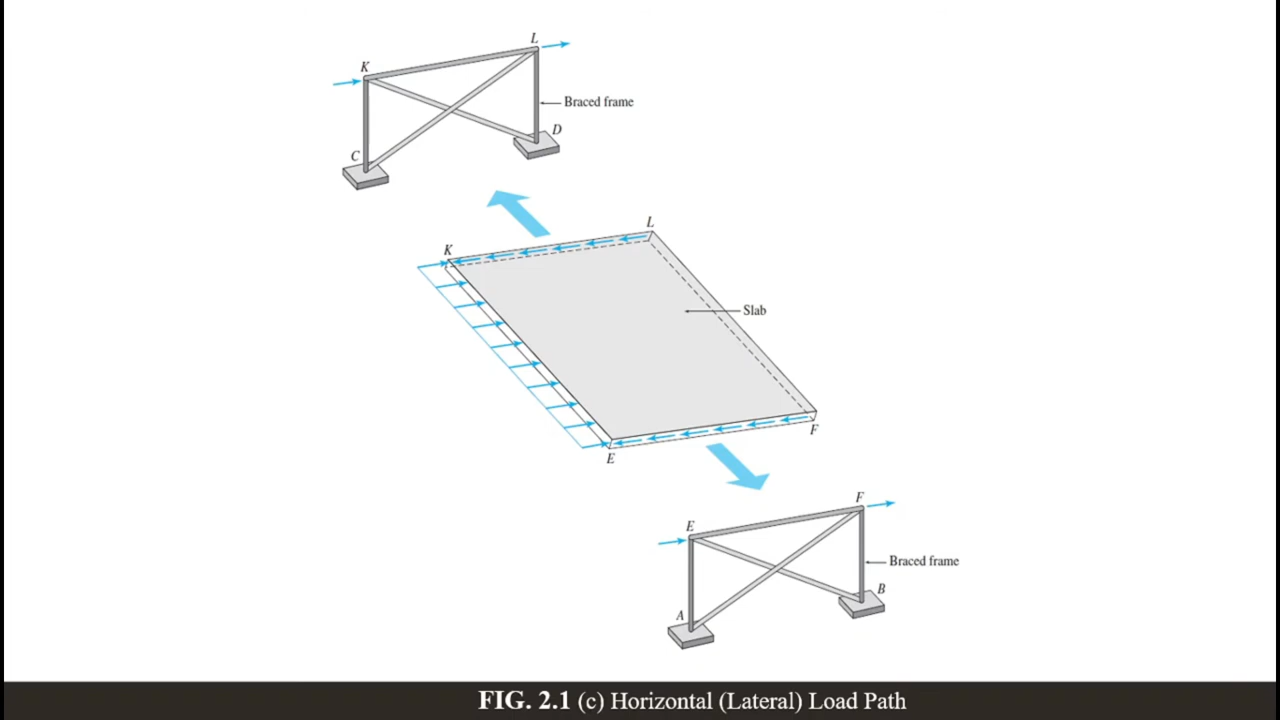 L
K
Braced frame
D
C
L
K
Slab
F
E
F
E
Braced frame
B
A
FIG. 2.1 (c) Horizontal (Lateral) Load Path